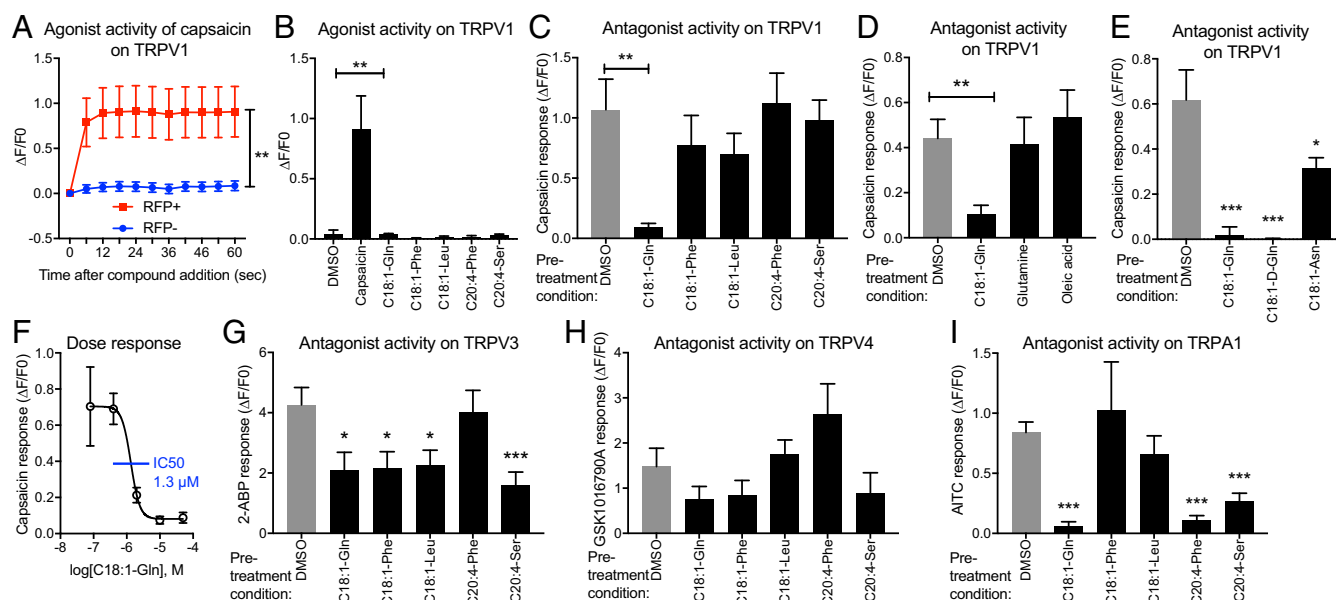 A
Agonist activity of capsaicin
on TRPV1
ΔF/F0
1.5
1.0
0.5
0.0
-0.5
**
RFP+
RFP-
0 12 24 36 46 60
Time after compound addition (sec)
B
Agonist activity on TRPV1
ΔF/F0
1.5
1.0
0.5
0.0
**
DMSO
Capsaicin
C18:1-Gln
C18:1-Phe
C18:1-Leu
C20:4-Phe
C20:4-Ser
C
Antagonist activity on TRPV1
Capsaicin response (ΔF/F0)
1.5
1.0
0.5
0.0
**
Pre-
treatment
condition:
DMSO
C18:1-Gln
C18:1-Phe
C18:1-Leu
C20:4-Phe
C20:4-Ser
D
Antagonist activity
on TRPV1
Capsaicin response (ΔF/F0)
0.8
0.6
0.4
0.2
0.0
**
Pre-
treatment
condition:
DMSO
C18:1-Gln
Glutamine
Oleic acid
E
Antagonist activity
on TRPV1
Capsaicin response (ΔF/F0)
0.8
0.6
0.4
0.2
0.0
***
***
*
Pre-
treatment
condition:
DMSO
C18:1-Gln
C18:1-D-Gln
C18:1-Asn
F
Dose response
Capsaicin response (ΔF/F0)
1.0
0.8
0.6
0.4
0.2
0.0
IC50
1.3 μM
-8 -7 -6 -5 -4
log[C18:1-Gln], M
G
Antagonist activity on TRPV3
2-ABP response (ΔF/F0)
6
4
2
0
*
*
*
***
Pre-
treatment
condition:
DMSO
C18:1-Gln
C18:1-Phe
C18:1-Leu
C20:4-Phe
C20:4-Ser
H
Antagonist activity on TRPV4
GSK1016790A response (ΔF/F0)
4
3
2
1
0
Pre-
treatment
condition:
DMSO
C18:1-Gln
C18:1-Phe
C18:1-Leu
C20:4-Phe
C20:4-Ser
I
Antagonist activity on TRPA1
AITC response (ΔF/F0)
1.5
1.0
0.5
0.0
***
***
***
Pre-
treatment
condition:
DMSO
C18:1-Gln
C18:1-Phe
C18:1-Leu
C20:4-Phe
C20:4-Ser